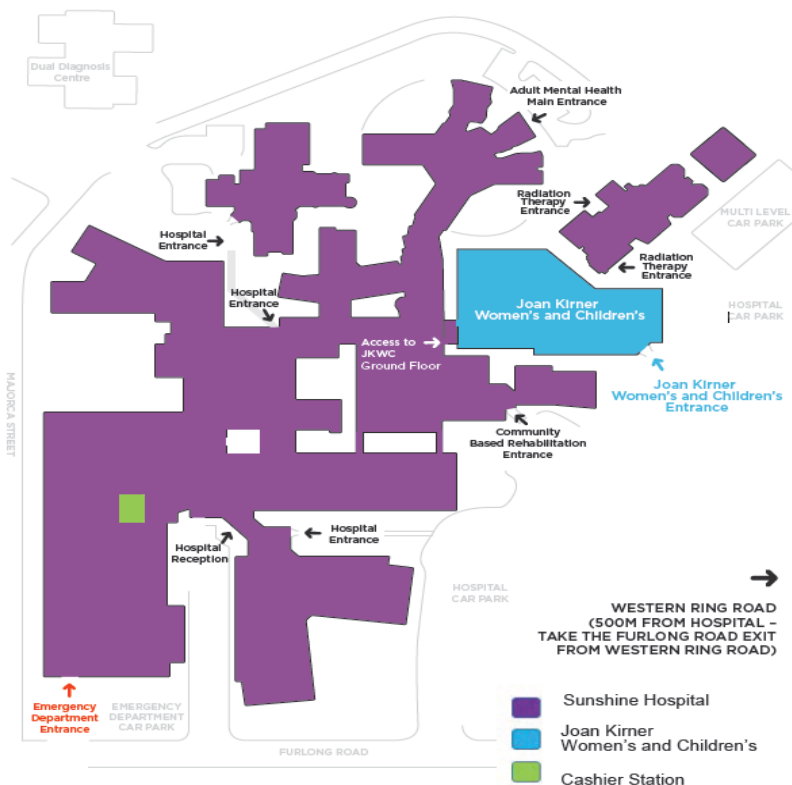 Dual Diagnosis
Centre
Adult Mental Health
Main Entrance
Radiation
Therapy
Entrance
MULTI LEVEL
CAR PARK
Hospital
Entrance
Radiation
Therapy
Entrance
Hospital
Entrance
Joan Kirner
Women's and Children's
HOSPITAL
CAR PARK
Access to
JKWC
Ground Floor
MAJORCA STREET
Joan Kirner
Women's and Children's
Entrance
Community
Based Rehabilitation
Entrance
Hospital
Entrance
Hospital
Reception
HOSPITAL
CAR PARK
WESTERN RING ROAD
(500M FROM HOSPITAL –
TAKE THE FURLONG ROAD EXIT
FROM WESTERN RING ROAD)
Emergency
Department
Entrance
EMERGENCY
DEPARTMENT
CAR PARK
FURLONG ROAD
Sunshine Hospital
Joan Kirner
Women's and Children's
Cashier Station